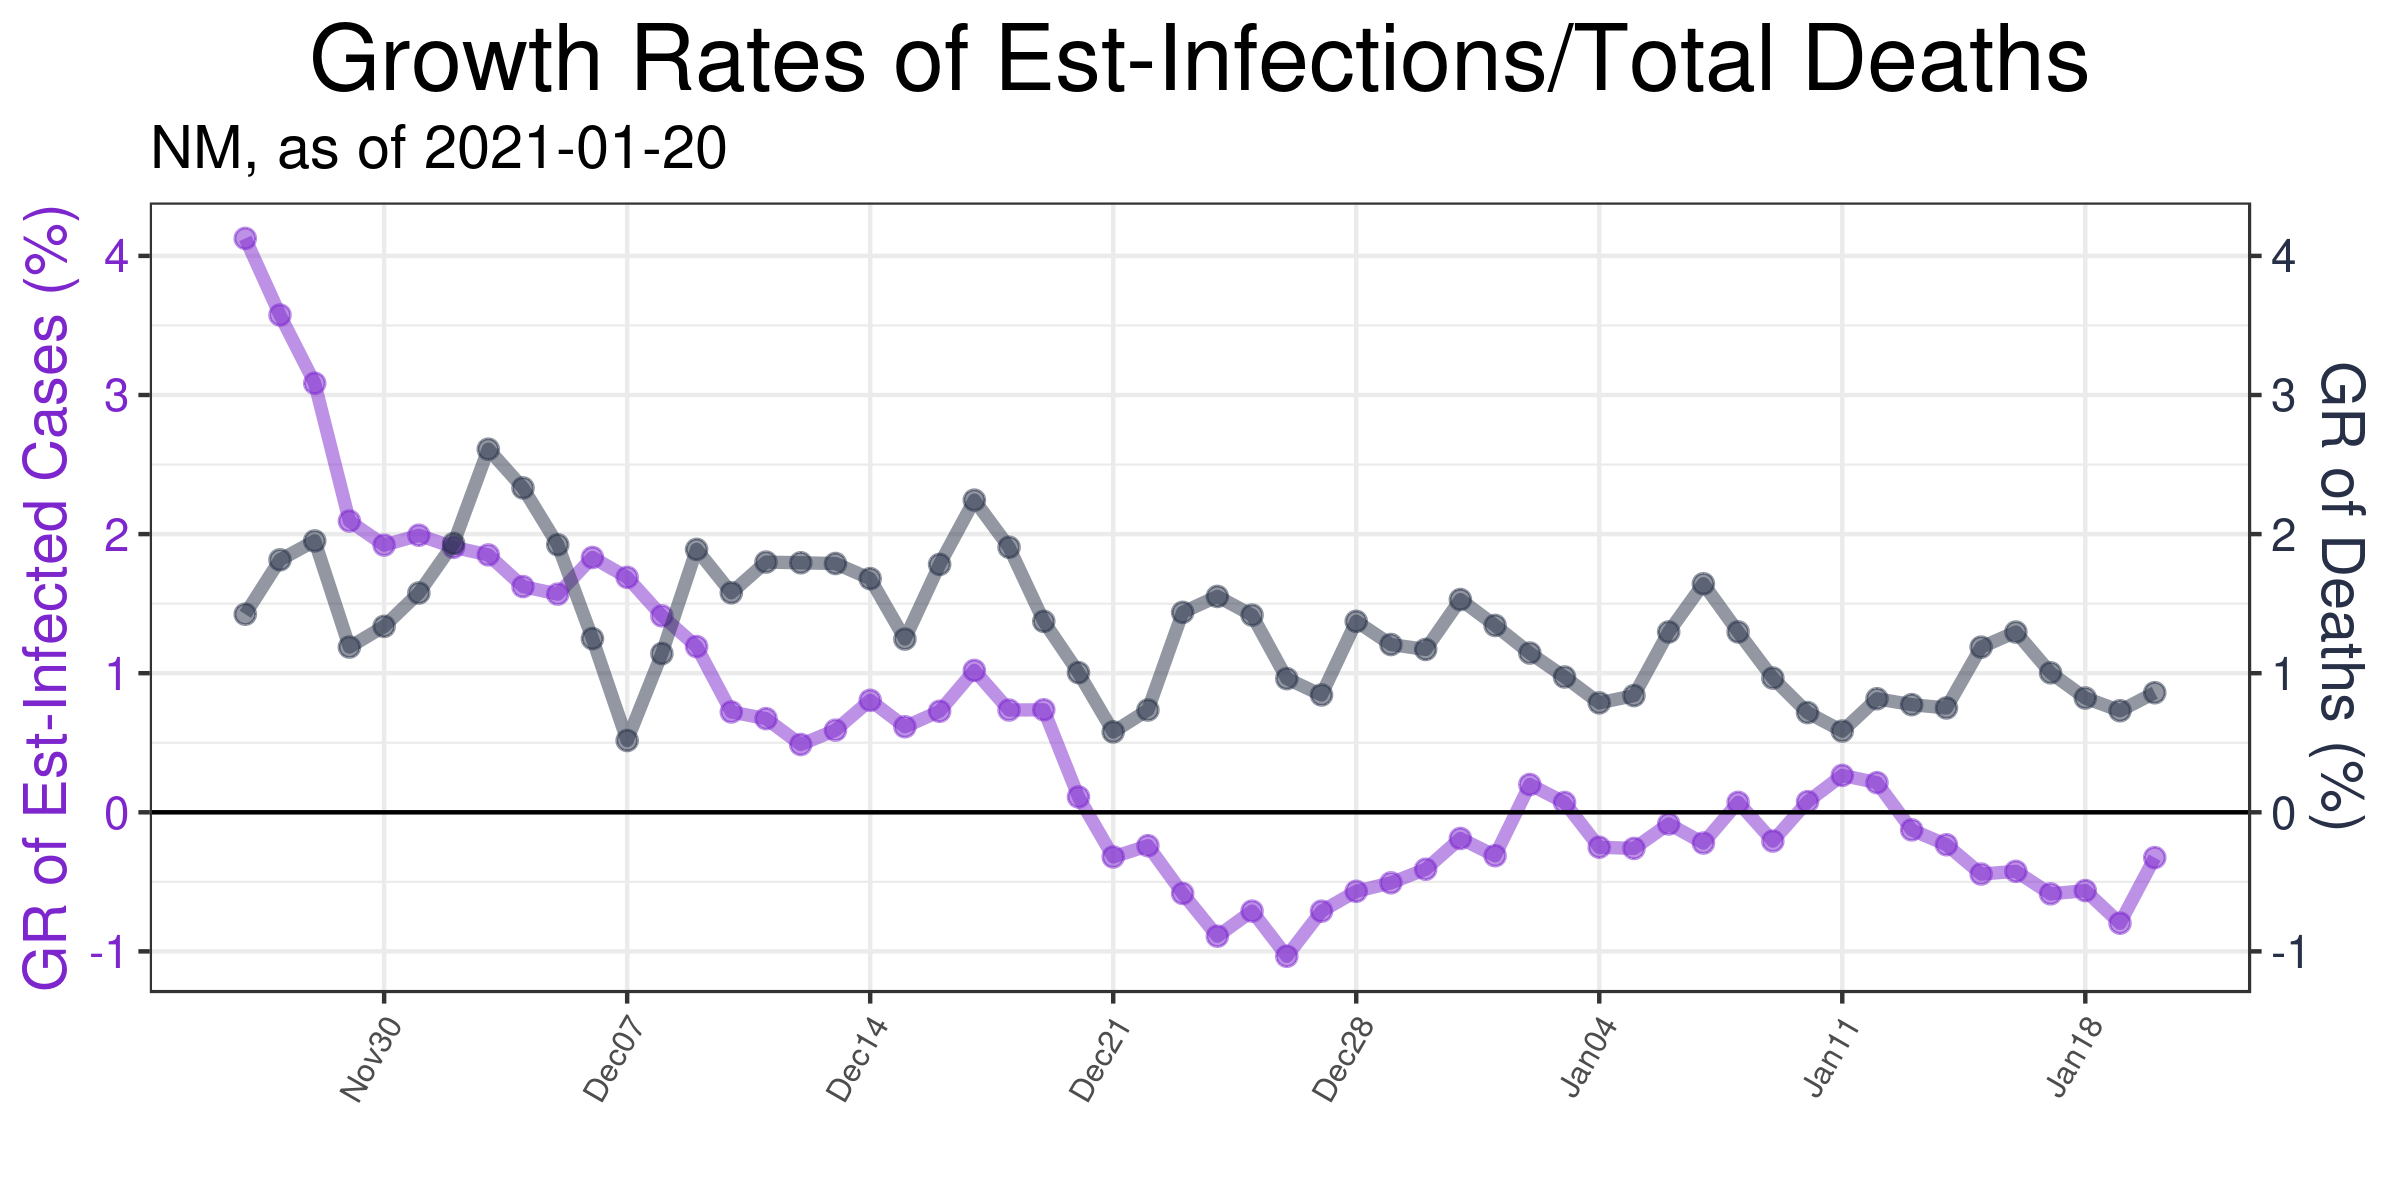 Growth Rates of Est-Infections/Total Deaths
NM, as of 2021-01-20
GR of Est-Infected Cases (%)
4
3
2
1
0
-1
4
3
2
1
0
-1
GR of Deaths (%)
Nov30
Dec07
Dec14
Dec21
Dec28
Jan04
Jan11
Jan18